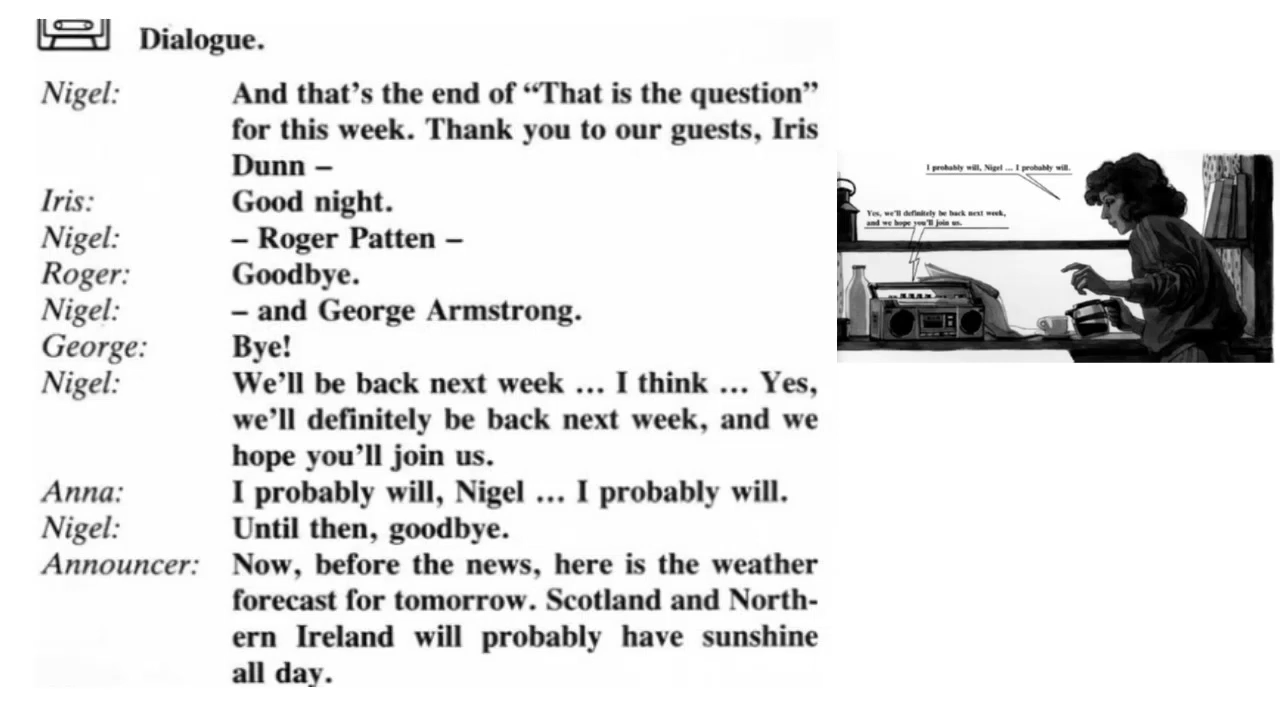 Dialogue.
Nigel: And that's the end of “That is the question”
for this week. Thank you to our guests, Iris
Dunn –
Iris: Good night.
Nigel: – Roger Patten –
Roger: Goodbye.
Nigel: – and George Armstrong.
George: Bye!
Nigel: We'll be back next week ... I think ... Yes,
we'll definitely be back next week, and we
hope you'll join us.
Anna: I probably will, Nigel ... I probably will.
Nigel: Until then, goodbye.
Announcer: Now, before the news, here is the weather
forecast for tomorrow. Scotland and North-
ern Ireland will probably have sunshine
all day.
I probably will, Nigel ... I probably will.
Yes, we'll definitely be back next week,
and we hope you'll join us.